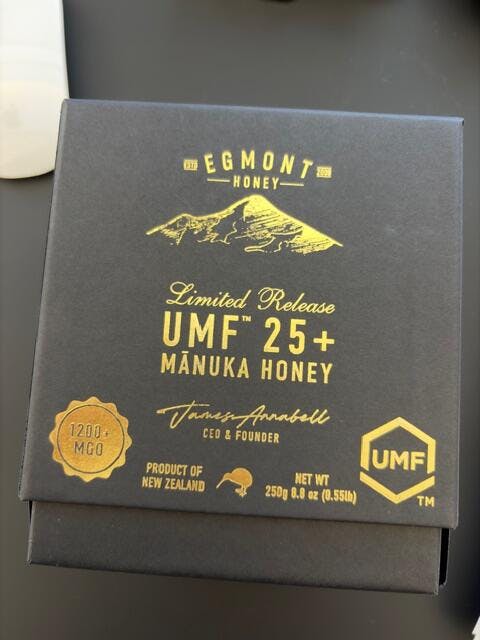 EGMONT
HONEY
Limited Release
UMF™ 25+
MĀNUKA HONEY
James Annabell
CEO & FOUNDER
1200+
MGO
PRODUCT OF
NEW ZEALAND
NET WT
250g 8.8 oz (0.55lb)
UMF
TM